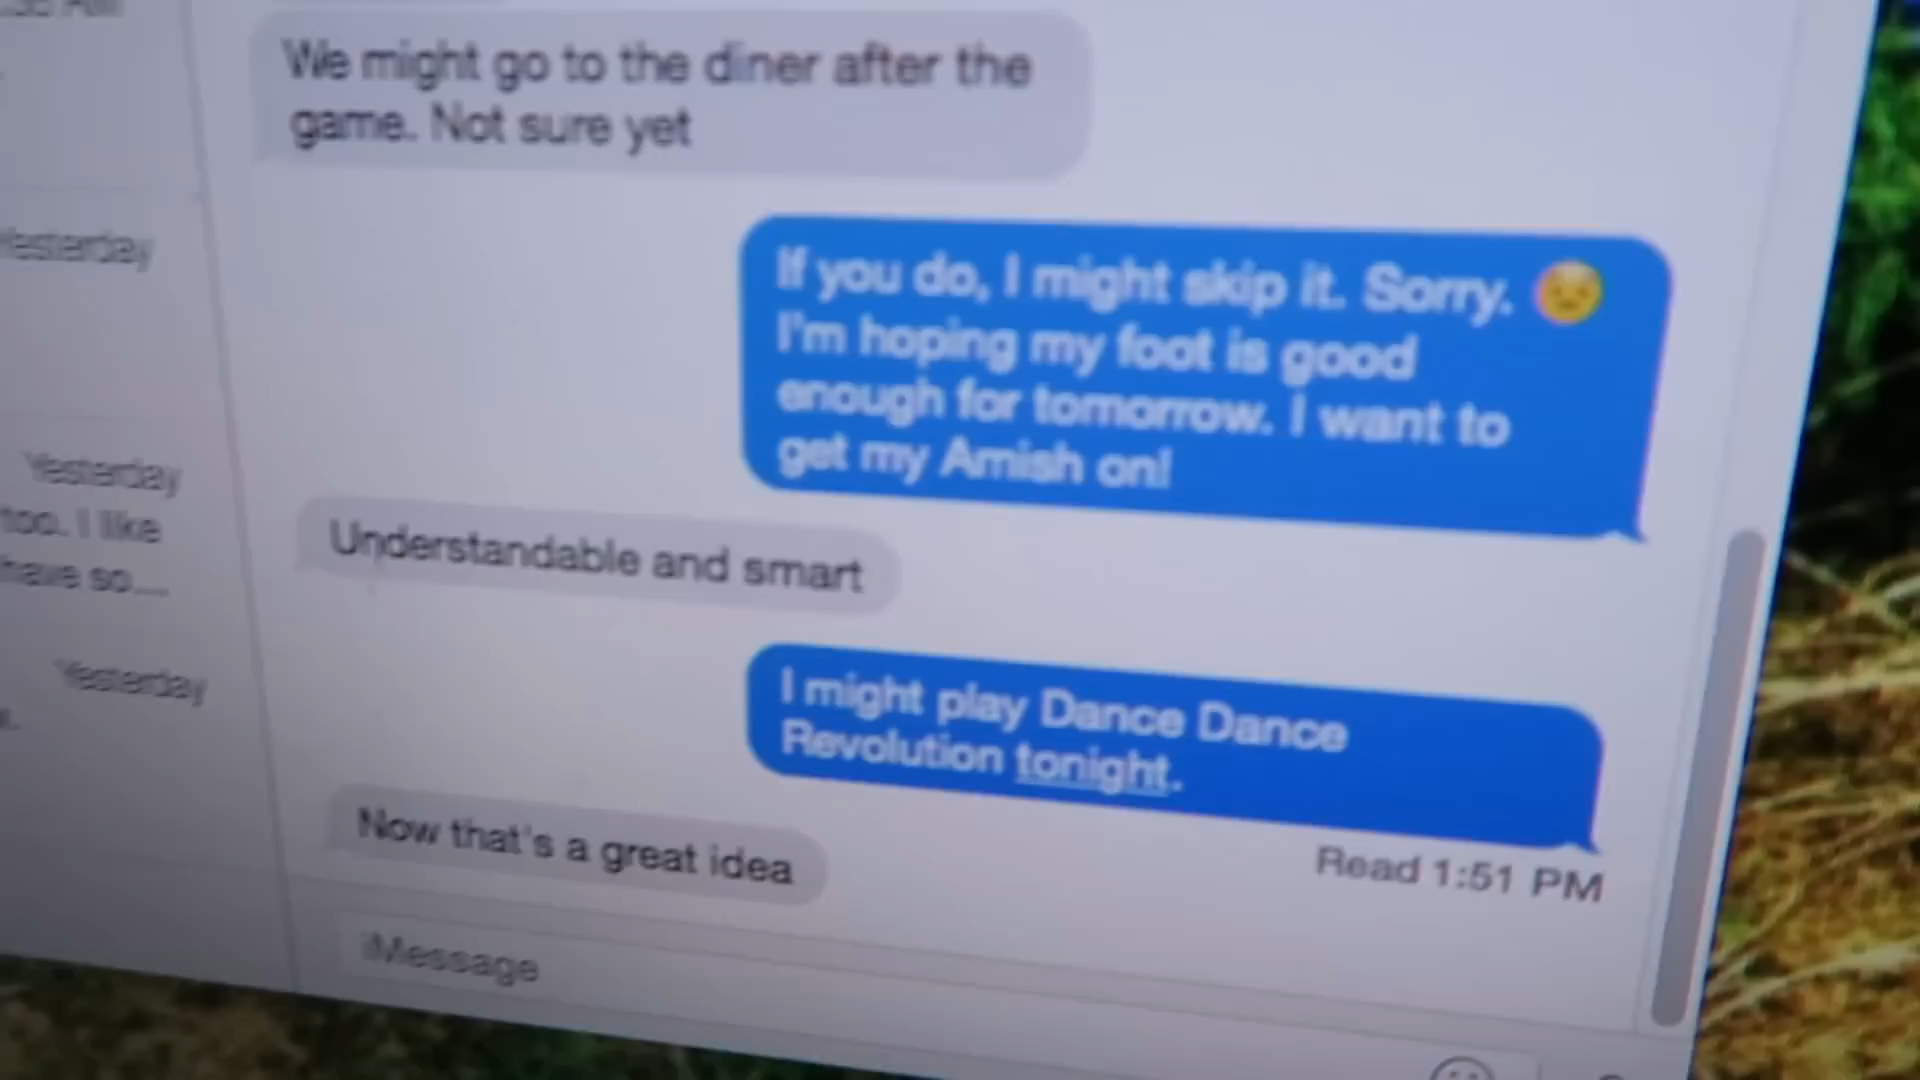 We might go to the diner after the
game. Not sure yet
If you do, I might skip it. Sorry. 😟
I'm hoping my foot is good
enough for tomorrow. I want to
get my Amish on!
Understandable and smart
I might play Dance Dance
Revolution tonight.
Read 1:51 PM
Now that's a great idea
iMessage
Yesterday
Yesterday
too. I like
have so....
Yesterday